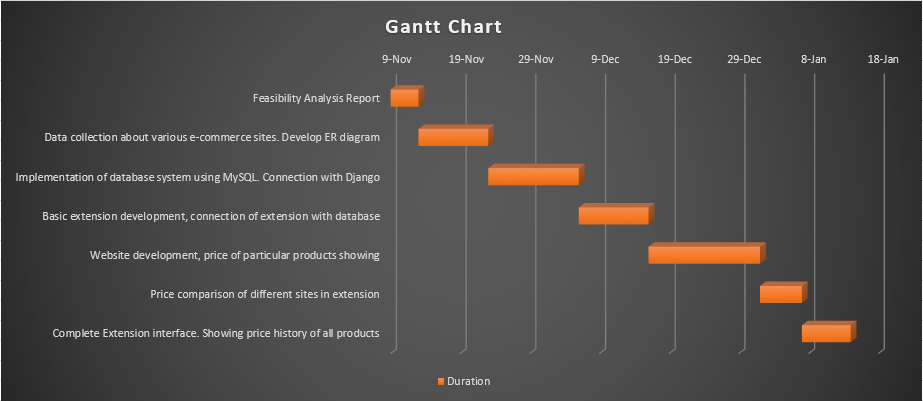 Gantt Chart
9-Nov 19-Nov 29-Nov 9-Dec 19-Dec 29-Dec 8-Jan 18-Jan
Feasibility Analysis Report
Data collection about various e-commerce sites. Develop ER diagram
Implementation of database system using MySQL. Connection with Django
Basic extension development, connection of extension with database
Website development, price of particular products showing
Price comparison of different sites in extension
Complete Extension interface. Showing price history of all products
Duration